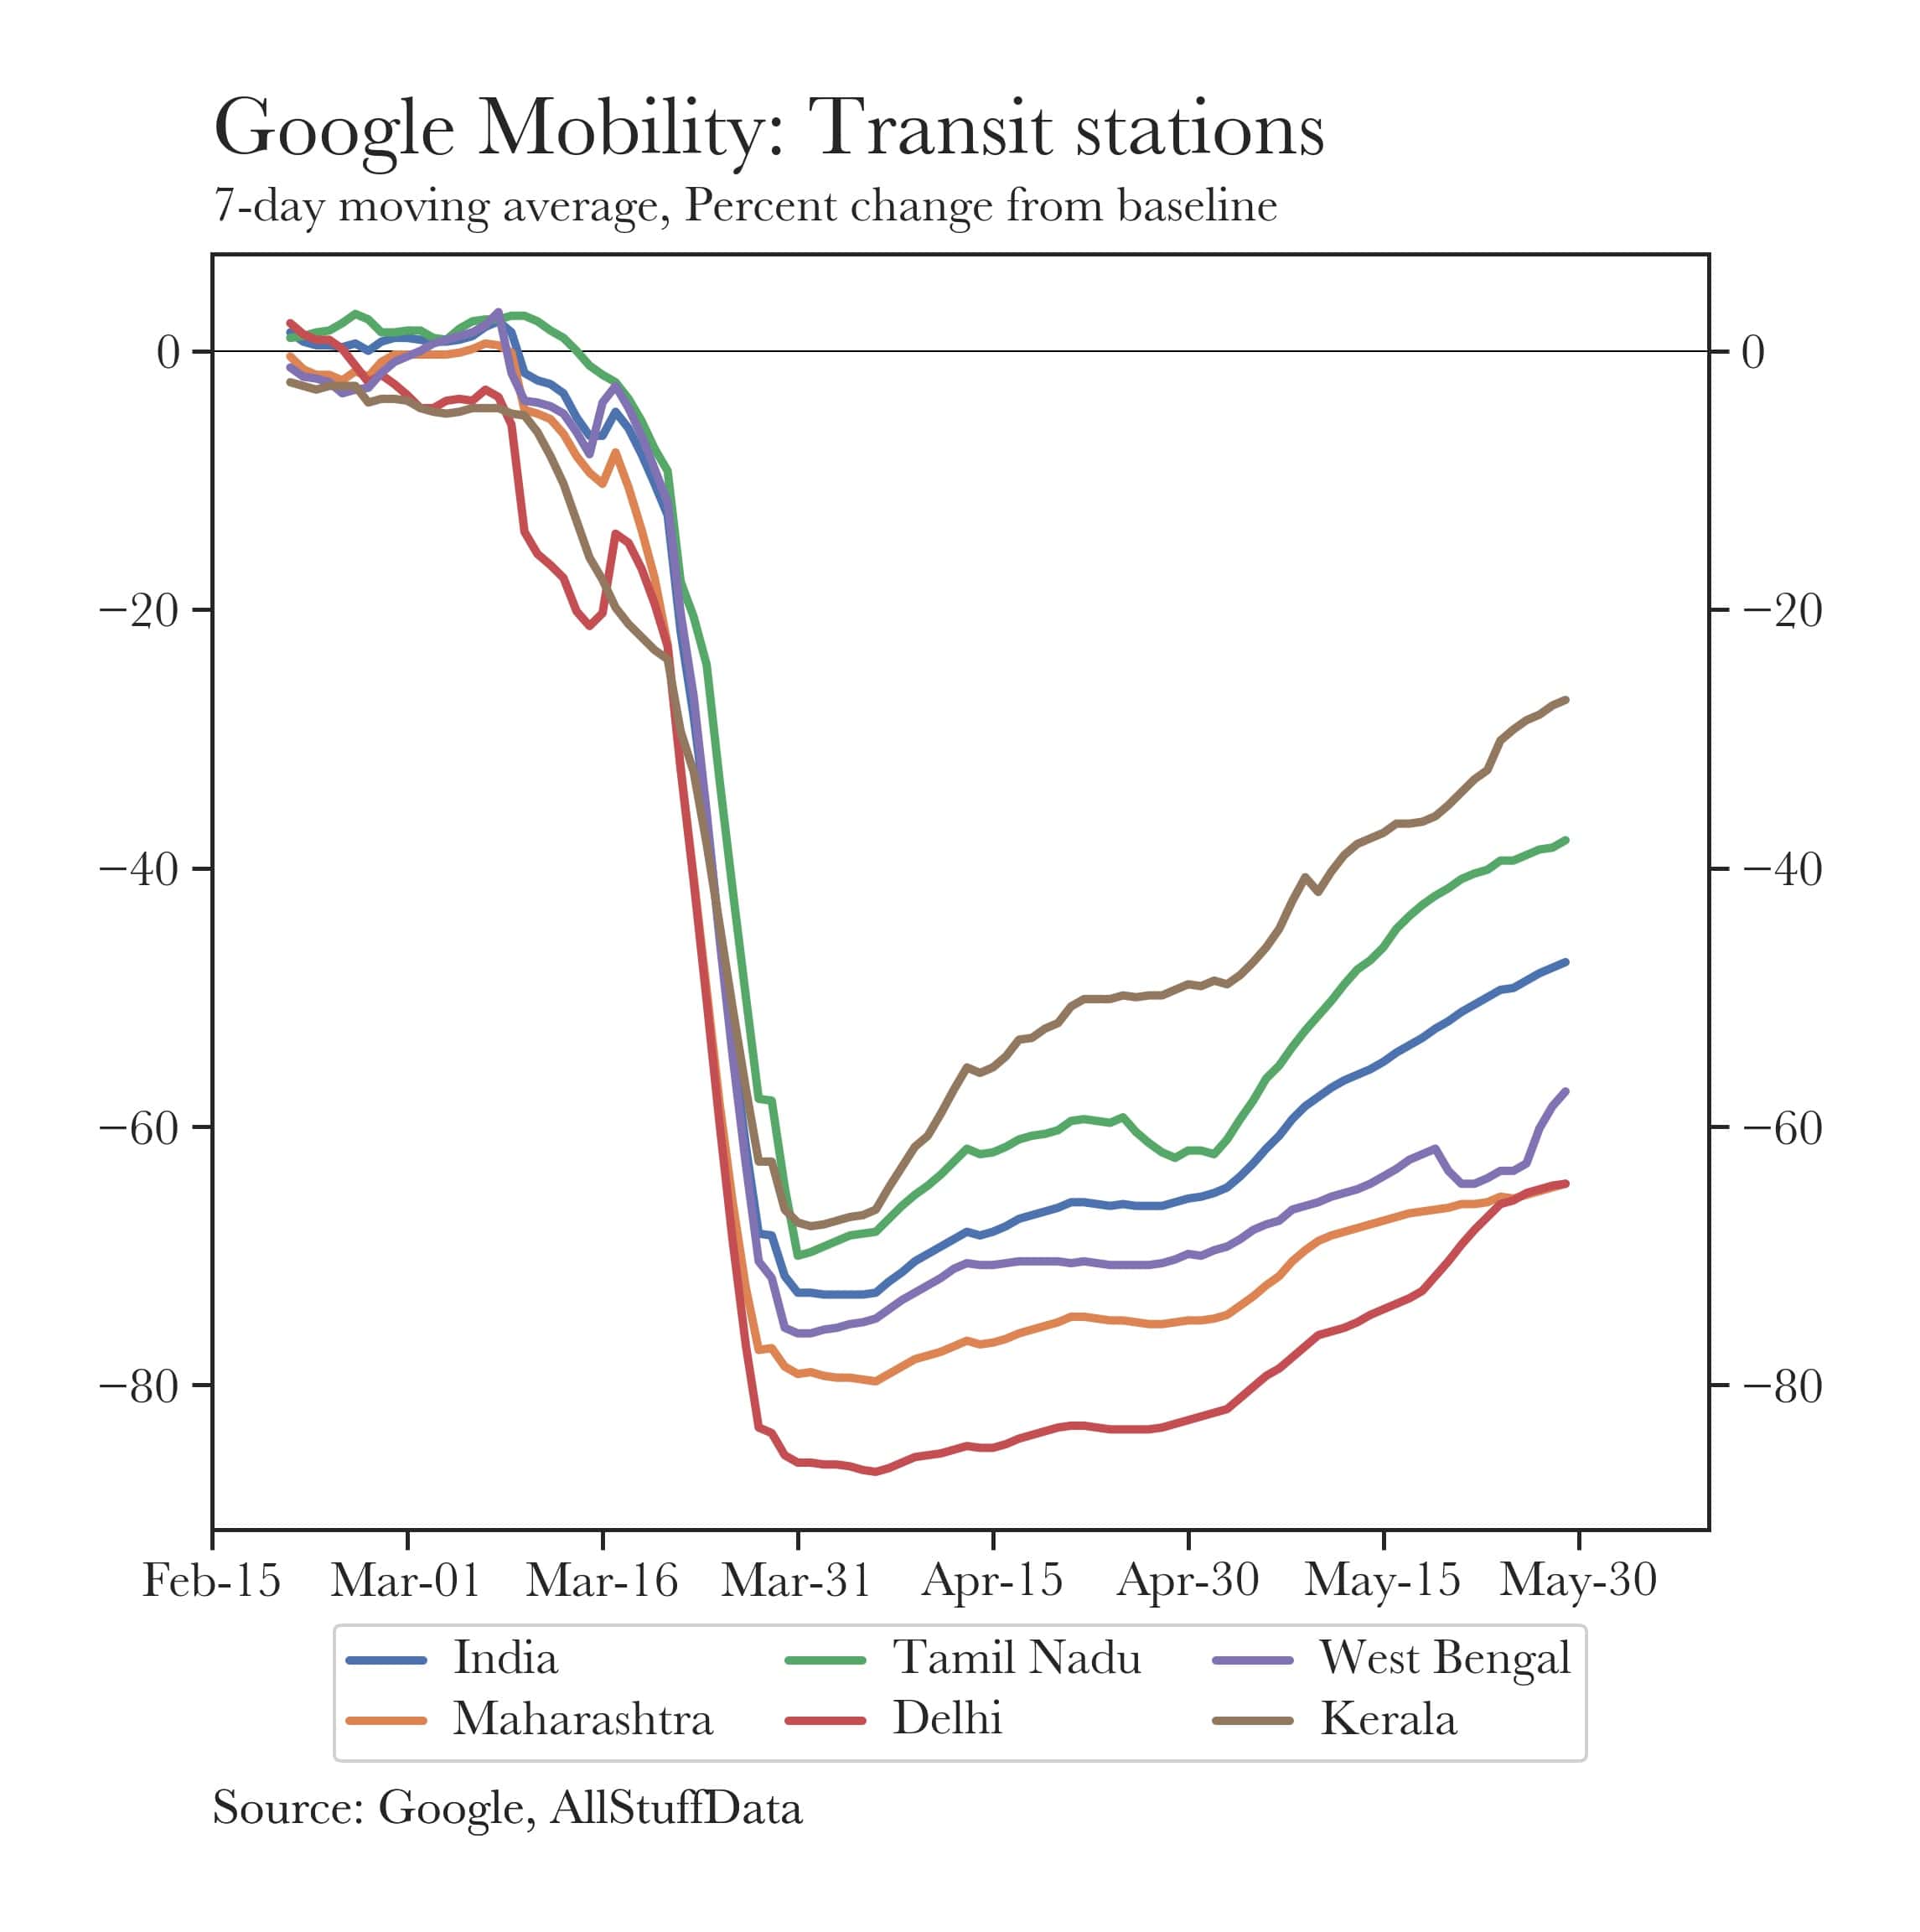 Google Mobility: Transit stations
7-day moving average, Percent change from baseline
0 0
−20 −20
−40 −40
−60 −60
−80 −80
Feb-15 Mar-01 Mar-16 Mar-31 Apr-15 Apr-30 May-15 May-30
India Tamil Nadu West Bengal
Maharashtra Delhi Kerala
Source: Google, AllStuffData